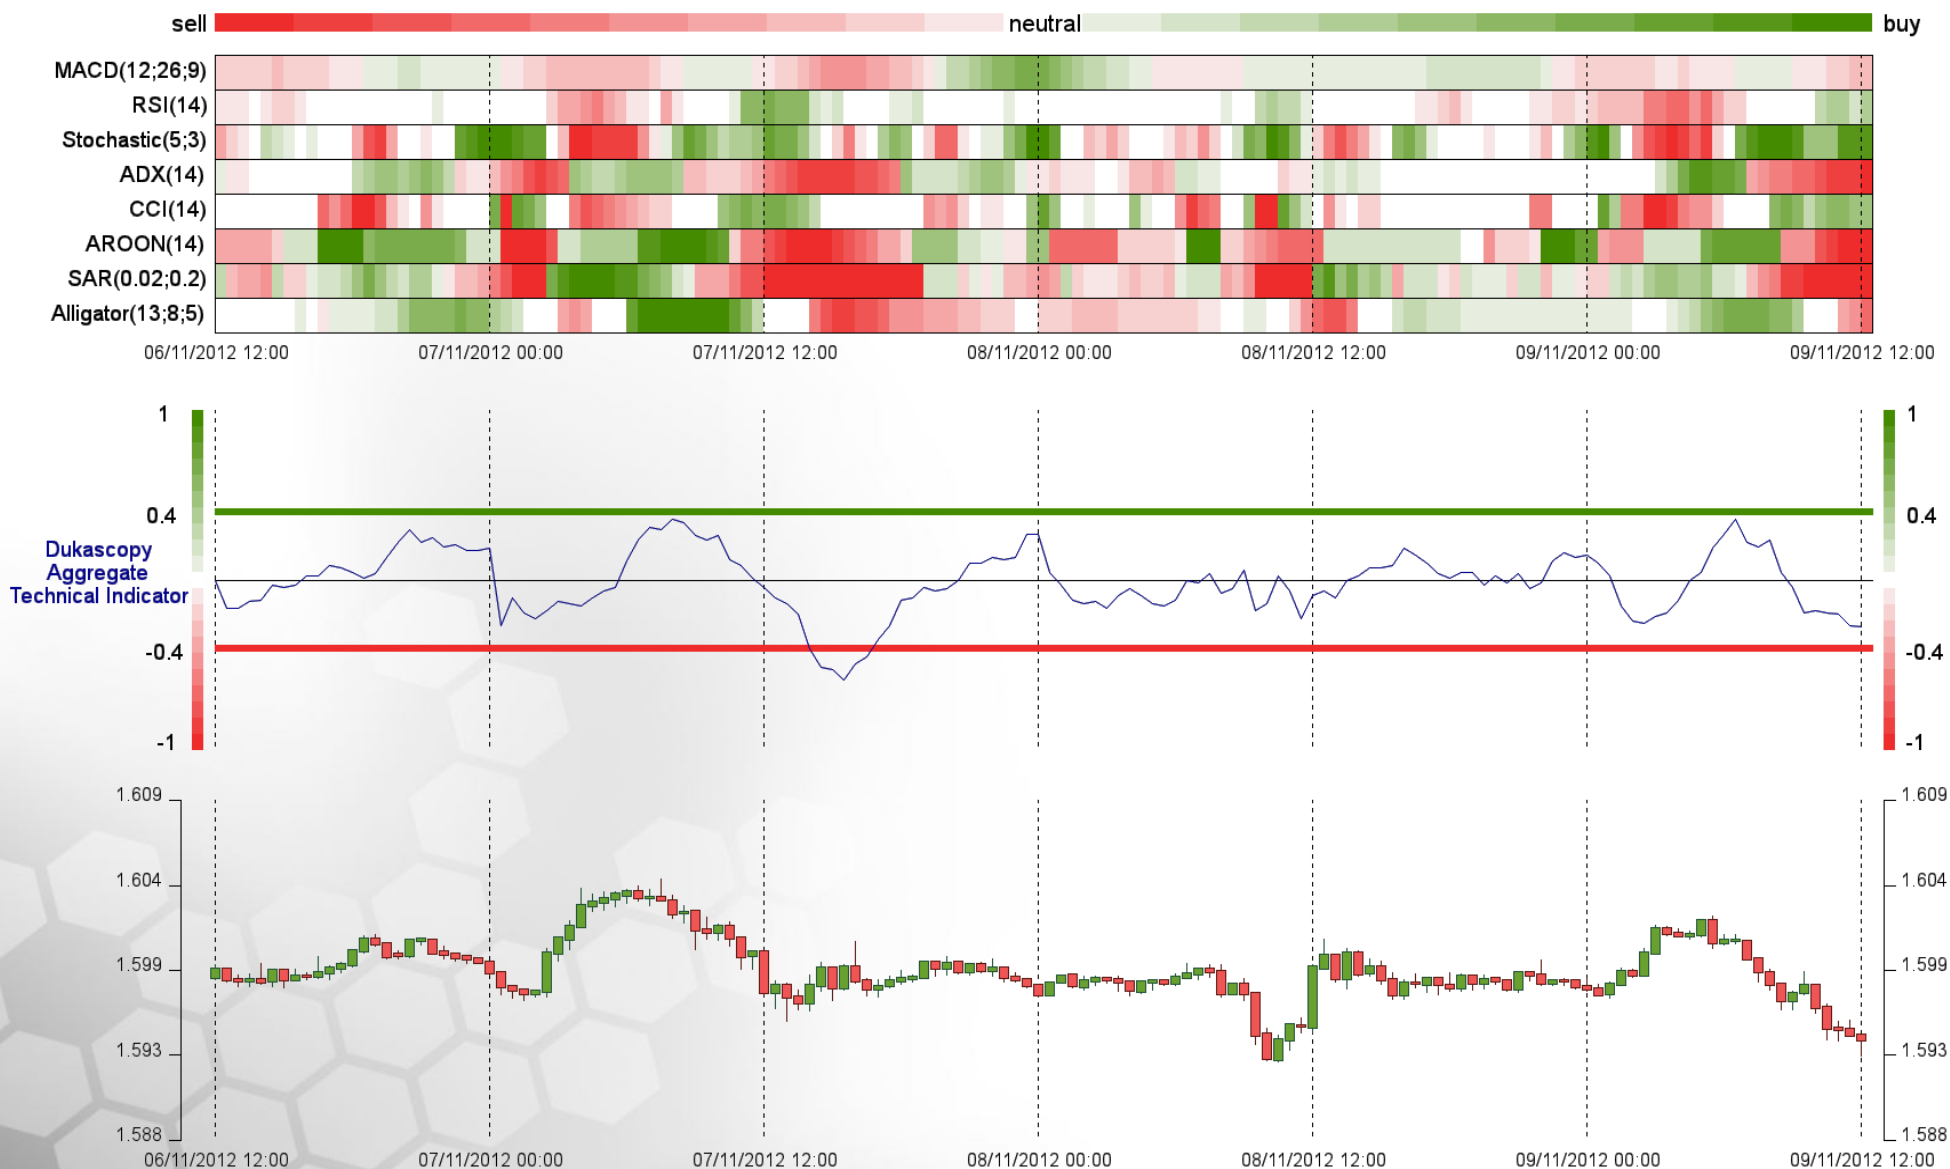 sell neutral buy
MACD(12;26;9)
RSI(14)
Stochastic(5;3)
ADX(14)
CCI(14)
AROON(14)
SAR(0.02;0.2)
Alligator(13;8;5)
06/11/2012 12:00 07/11/2012 00:00 07/11/2012 12:00 08/11/2012 00:00 08/11/2012 12:00 09/11/2012 00:00 09/11/2012 12:00
1 1
0.4 0.4
Dukascopy
Aggregate
Technical Indicator
-0.4 -0.4
-1 -1
1.609 1.609
1.604 1.604
1.599 1.599
1.593 1.593
1.588 1.588
06/11/2012 12:00 07/11/2012 00:00 07/11/2012 12:00 08/11/2012 00:00 08/11/2012 12:00 09/11/2012 00:00 09/11/2012 12:00